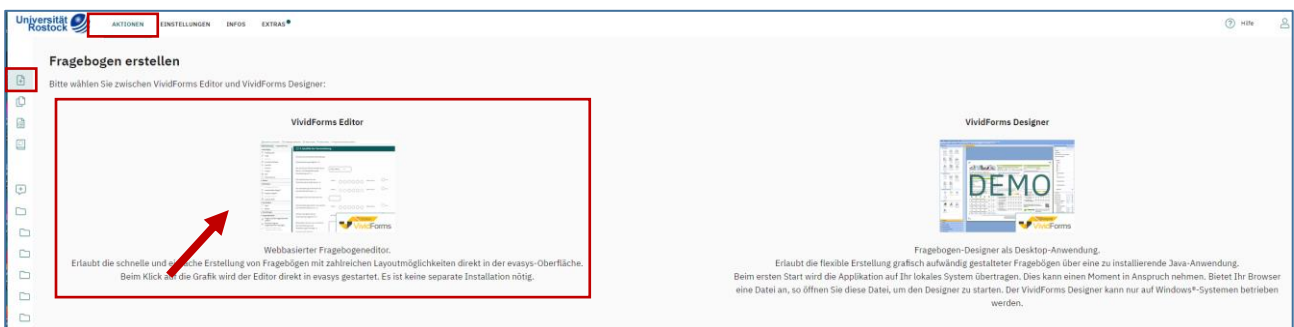 Universität
Rostock
AKTIONEN EINSTELLUNGEN INFOS EXTRAS
Hilfe
Fragebogen erstellen
Bitte wählen Sie zwischen VividForms Editor und VividForms Designer:
VividForms Editor
VividForms
Webbasierter Fragebogeneditor.
Erlaubt die schnelle und einfache Erstellung von Fragebögen mit zahlreichen Layoutmöglichkeiten direkt in der evasys-Oberfläche.
Beim Klick auf die Grafik wird der Editor direkt in evasys gestartet. Es ist keine separate Installation nötig.
VividForms Designer
DEMO
VividForms
Fragebogen-Designer als Desktop-Anwendung.
Erlaubt die flexible Erstellung grafisch aufwändig gestalteter Fragebögen über eine zu installierende Java-Anwendung.
Beim ersten Start wird die Applikation auf Ihr lokales System übertragen. Dies kann einen Moment in Anspruch nehmen. Bietet Ihr Browser
eine Datei an, so öffnen Sie diese Datei, um den Designer zu starten. Der VividForms Designer kann nur auf Windows®-Systemen betrieben
werden.